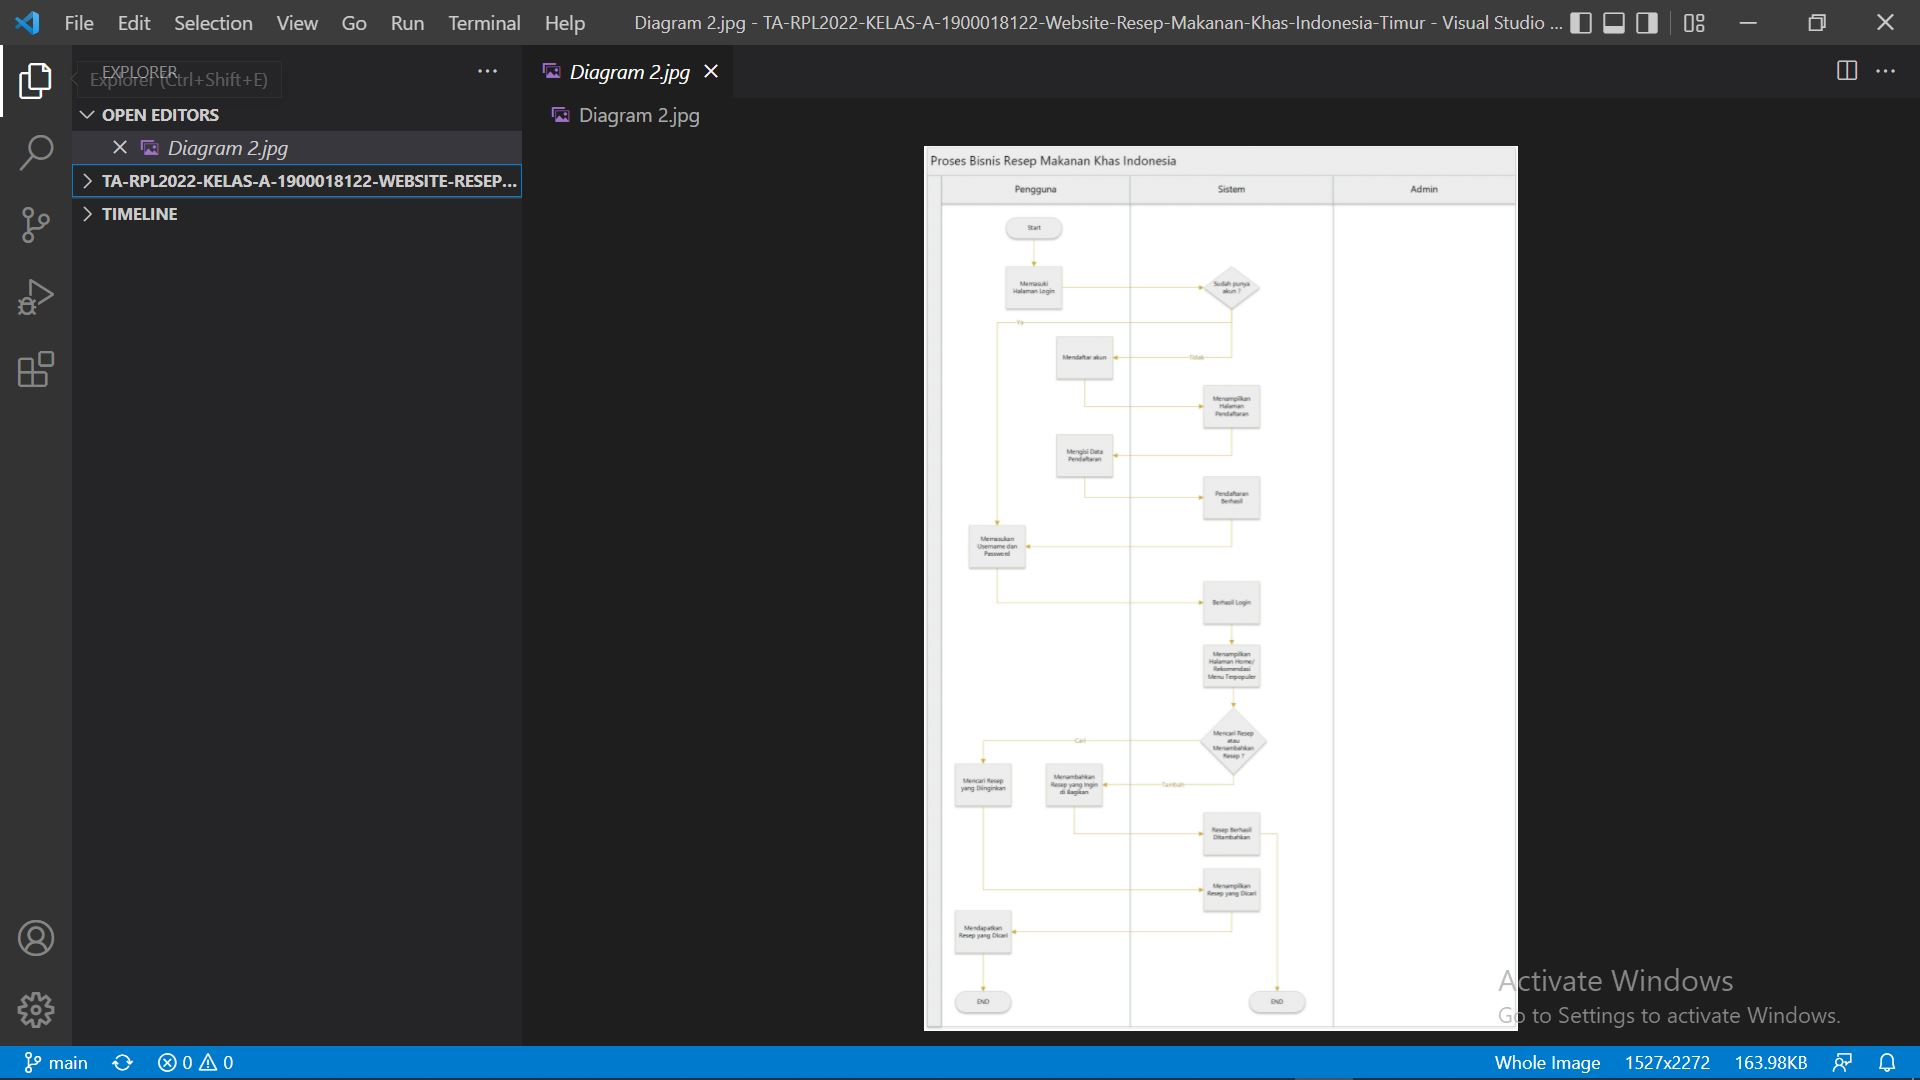 File Edit Selection View Go Run Terminal Help
Diagram 2.jpg - TA-RPL2022-KELAS-A-1900018122-Website-Resep-Makanan-Khas-Indonesia-Timur - Visual Studio ...
EXPLORER
Explorer (Ctrl+Shift+E)
OPEN EDITORS
Diagram 2.jpg
TA-RPL2022-KELAS-A-1900018122-WEBSITE-RESEP...
TIMELINE
Diagram 2.jpg
Diagram 2.jpg
Proses Bisnis Resep Makanan Khas Indonesia
Pengguna
Sistem
Admin
Start
Memasuki
Halaman Login
Sudah punya
akun ?
Ya
Mendaftar akun
Tidak
Menampilkan
Halaman
Pendaftaran
Mengisi Data
Pendaftaran
Pendaftaran
Berhasil
Memasukan
Username dan
Password
Berhasil Login
Menampilkan
Halaman Home/
Rekomendasi
Menu Terpopuler
Mencari Resep
atau
Menambahkan
Resep ?
Cari
Mencari Resep
yang Diinginkan
Menambahkan
Resep yang Ingin
di Bagikan
Tambah
Resep Berhasil
Ditambahkan
Menampilkan
Resep yang Dicari
Mendapatkan
Resep yang Dicari
END
END
Activate Windows
Go to Settings to activate Windows.
main
0 0
Whole Image
1527x2272
163.98KB